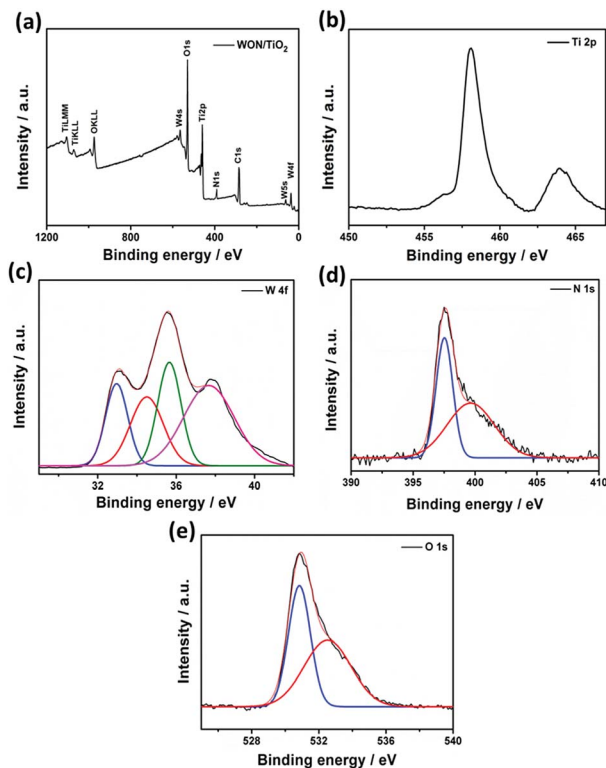 (a)
WON/TiO2
TiLMM
TiKLL
OKLL
W4s
O1s
Ti2p
N1s
C1s
W5s
W4f
Intensity / a.u.
1200 800 400 0
Binding energy / eV
(b)
Ti 2p
Intensity / a.u.
450 455 460 465
Binding energy / eV
(c)
W 4f
Intensity / a.u.
32 36 40
Binding energy / eV
(d)
N 1s
Intensity / a.u.
390 395 400 405 410
Binding energy / eV
(e)
O 1s
Intensity / a.u.
528 532 536 540
Binding energy / eV